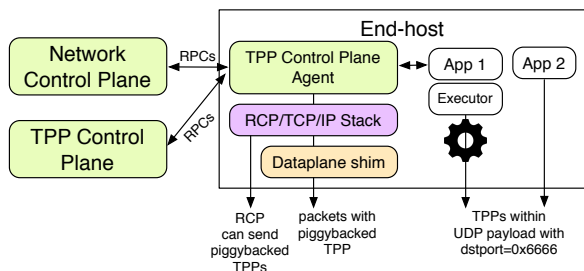 End-host
Network
Control Plane
RPCs
TPP Control Plane
Agent
App 1
App 2
Executor
TPP Control
Plane
RPCs
RCP/TCP/IP Stack
Dataplane shim
RCP
can send
piggybacked
TPPs
packets with
piggybacked
TPP
TPPs within
UDP payload with
dstport=0x6666